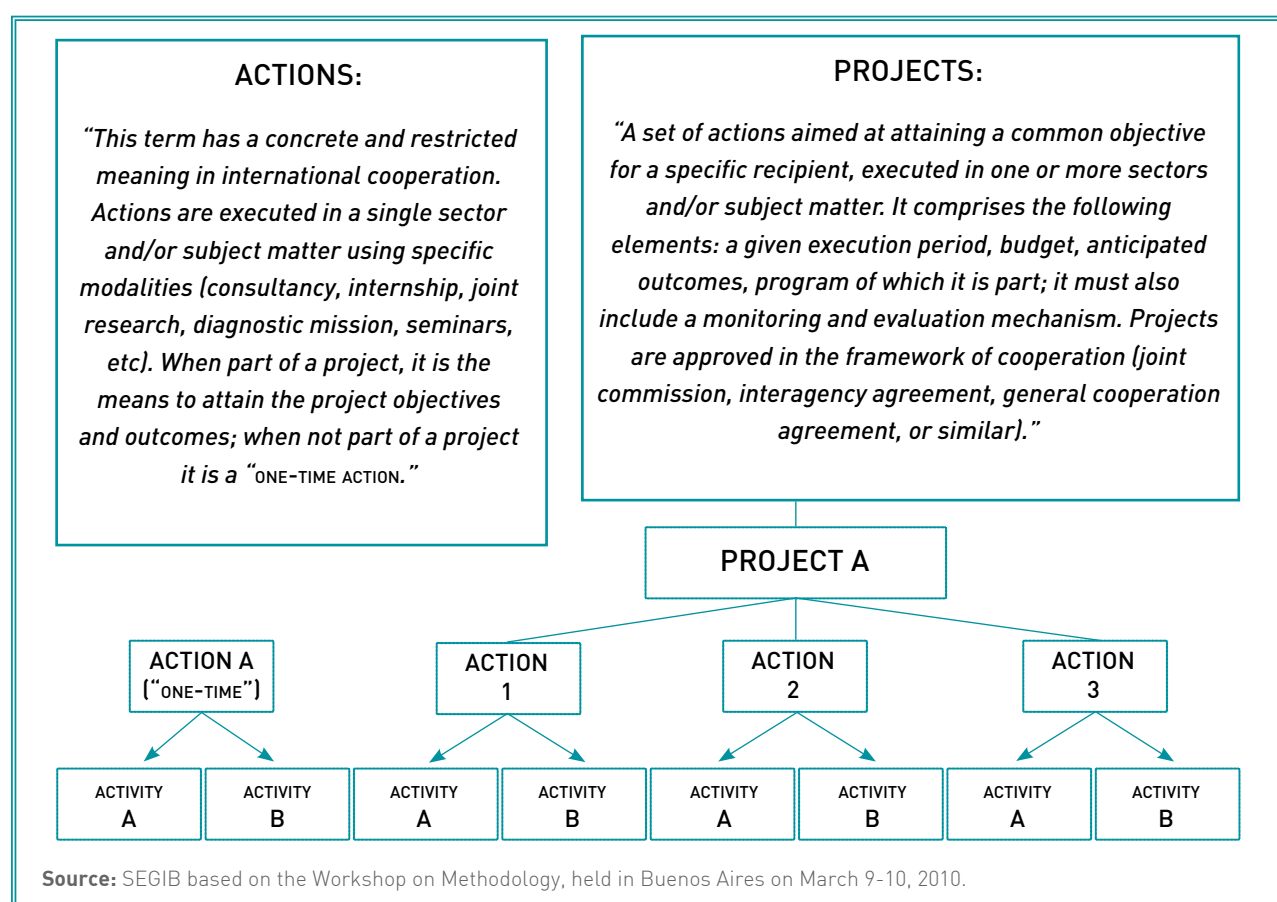 ACTIONS:
“This term has a concrete and restricted
meaning in international cooperation.
Actions are executed in a single sector
and/or subject matter using specific
modalities (consultancy, internship, joint
research, diagnostic mission, seminars,
etc). When part of a project, it is the
means to attain the project objectives
and outcomes; when not part of a project
it is a “ONE-TIME ACTION.”
PROJECTS:
“A set of actions aimed at attaining a common objective
for a specific recipient, executed in one or more sectors
and/or subject matter. It comprises the following
elements: a given execution period, budget, anticipated
outcomes, program of which it is part; it must also
include a monitoring and evaluation mechanism. Projects
are approved in the framework of cooperation (joint
commission, interagency agreement, general cooperation
agreement, or similar).”
PROJECT A
ACTION A
(“ONE-TIME”)
ACTION
1
ACTION
2
ACTION
3
ACTIVITY
A
ACTIVITY
B
ACTIVITY
A
ACTIVITY
B
ACTIVITY
A
ACTIVITY
B
ACTIVITY
A
ACTIVITY
B
Source: SEGIB based on the Workshop on Methodology, held in Buenos Aires on March 9-10, 2010.